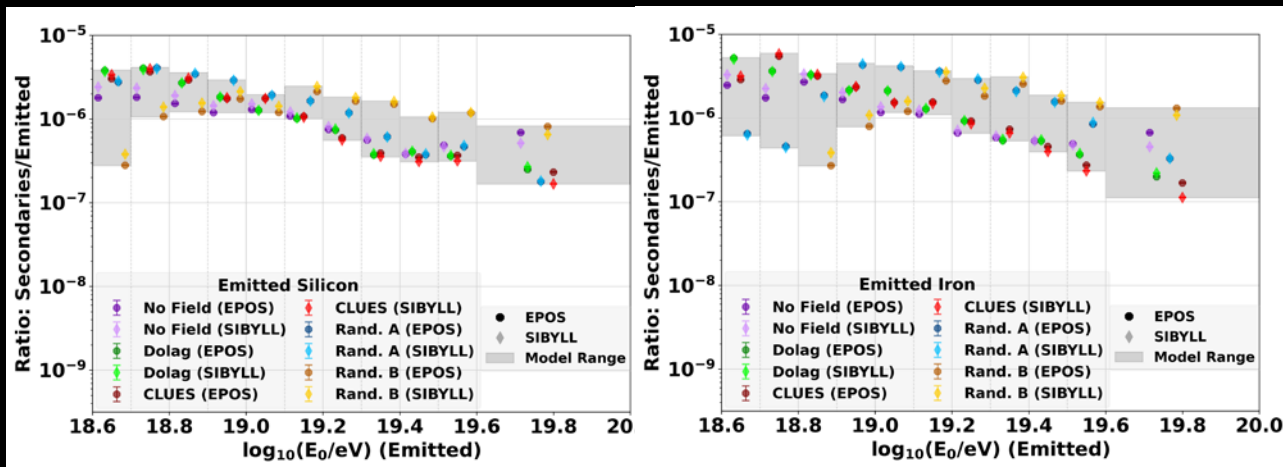 Ratio: Secondaries/Emitted
10⁻⁵
10⁻⁶
10⁻⁷
10⁻⁸
10⁻⁹
Emitted Silicon
No Field (EPOS)
No Field (SIBYLL)
Dolag (EPOS)
Dolag (SIBYLL)
CLUES (EPOS)
CLUES (SIBYLL)
Rand. A (EPOS)
Rand. A (SIBYLL)
Rand. B (EPOS)
Rand. B (SIBYLL)
EPOS
SIBYLL
Model Range
18.6 18.8 19.0 19.2 19.4 19.6 19.8 20.
log₁₀(E₀/eV) (Emitted)
Ratio: Secondaries/Emitted
10⁻⁵
10⁻⁶
10⁻⁷
10⁻⁸
10⁻⁹
Emitted Iron
No Field (EPOS)
No Field (SIBYLL)
Dolag (EPOS)
Dolag (SIBYLL)
CLUES (EPOS)
CLUES (SIBYLL)
Rand. A (EPOS)
Rand. A (SIBYLL)
Rand. B (EPOS)
Rand. B (SIBYLL)
EPOS
SIBYLL
Model Range
18.6 18.8 19.0 19.2 19.4 19.6 19.8 20.0
log₁₀(E₀/eV) (Emitted)